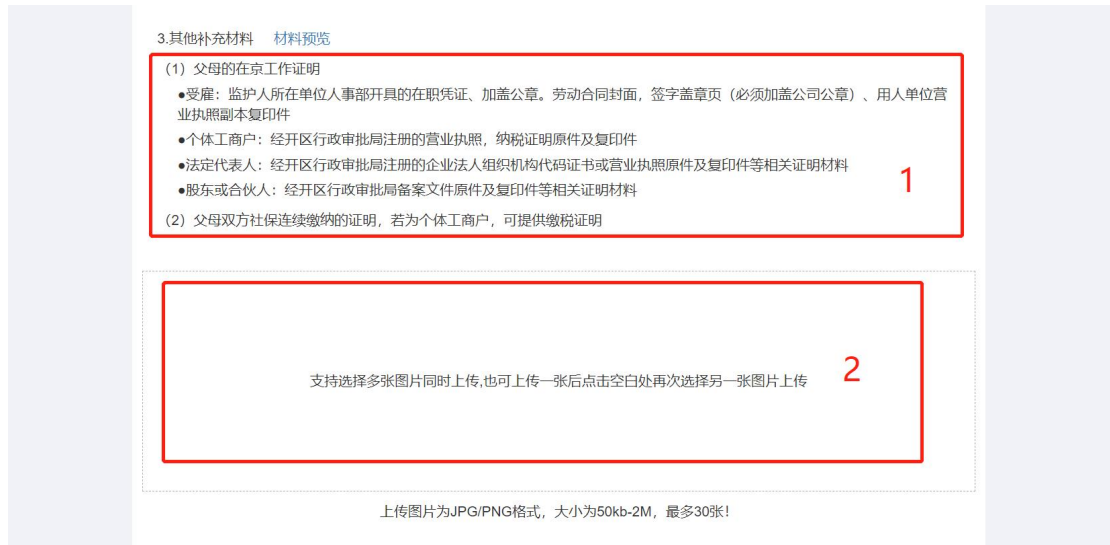 3.其他补充材料 材料预览
（1）父母的在京工作证明
●受雇：监护人所在单位人事部开具的在职凭证、加盖公章。劳动合同封面，签字盖章页（必须加盖公司公章）、用人单位营
业执照副本复印件
●个体工商户：经开区行政审批局注册的营业执照，纳税证明原件及复印件
●法定代表人：经开区行政审批局注册的企业法人组织机构代码证书或营业执照原件及复印件等相关证明材料
1
●股东或合伙人：经开区行政审批局备案文件原件及复印件等相关证明材料
（2）父母双方社保连续缴纳的证明，若为个体工商户，可提供缴税证明
支持选择多张图片同时上传,也可上传一张后点击空白处再次选择另一张图片上传
2
上传图片为JPG/PNG格式，大小为50kb-2M，最多30张！